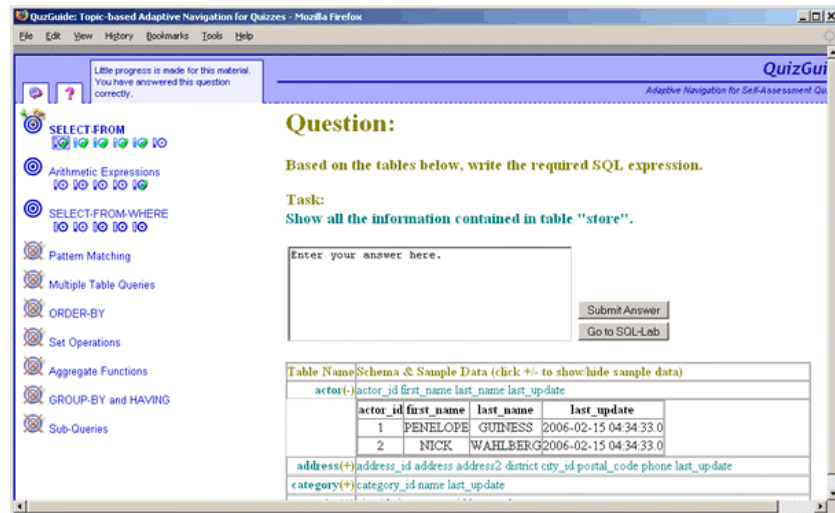 QuzGuide: Topic-based Adaptive Navigation for Quizzes - Mozilla Firefox
File Edit View History Bookmarks Tools Help
Little progress is made for this material.
You have answered this question
correctly.
QuizGui
Adaptive Navigation for Self-Assessment Qu
?
SELECT-FROM
Arithmetic Expressions
SELECT-FROM-WHERE
Pattern Matching
Multiple Table Queries
ORDER-BY
Set Operations
Aggregate Functions
GROUP-BY and HAVING
Sub-Queries
Question:
Based on the tables below, write the required SQL expression.
Task:
Show all the information contained in table "store".
Enter your answer here.
Submit Answer
Go to SQL-Lab
Table Name Schema & Sample Data (click +/- to show/hide sample data)
actor(-) actor_id first_name last_name last_update
actor_id first_name last_name last_update
1 PENELOPE GUINESS 2006-02-15 04:34:33.0
2 NICK WAHLBERG 2006-02-15 04:34:33.0
address(+) address_id address address2 district city_id postal_code phone last_update
category(+) category_id name last_update